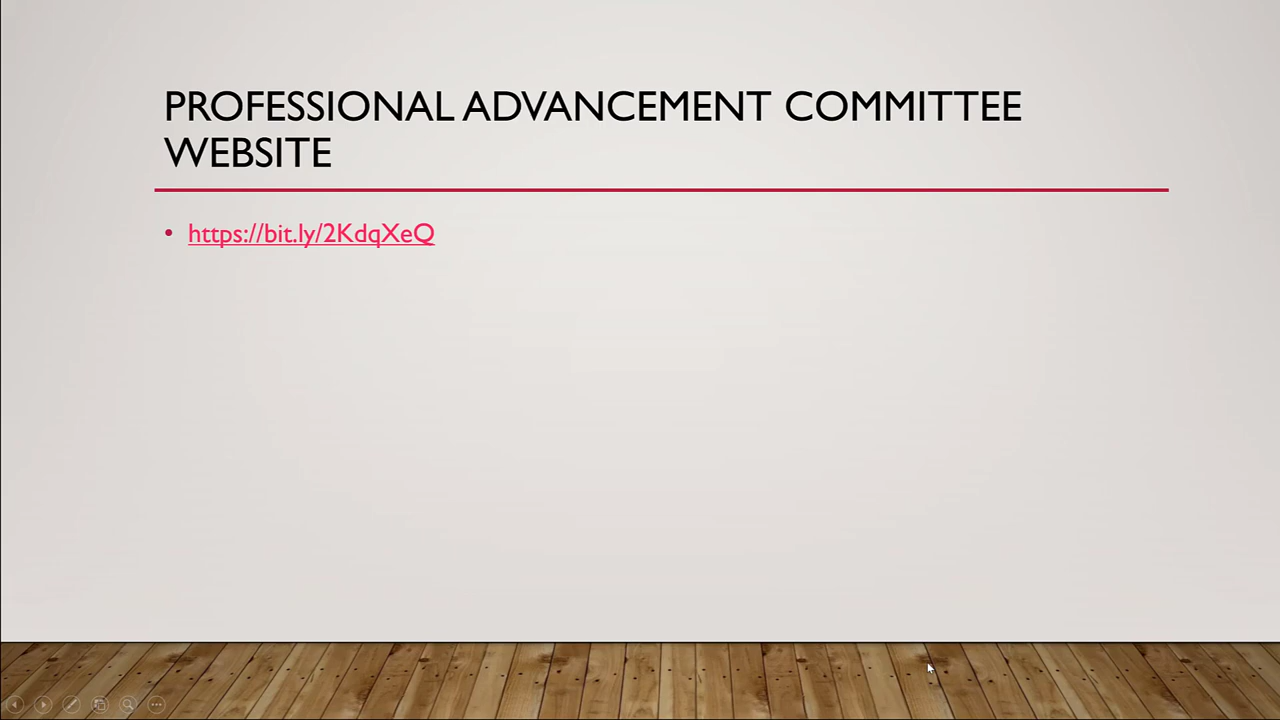 PROFESSIONAL ADVANCEMENT COMMITTEE
WEBSITE
• https://bit.ly/2KdqXeQ